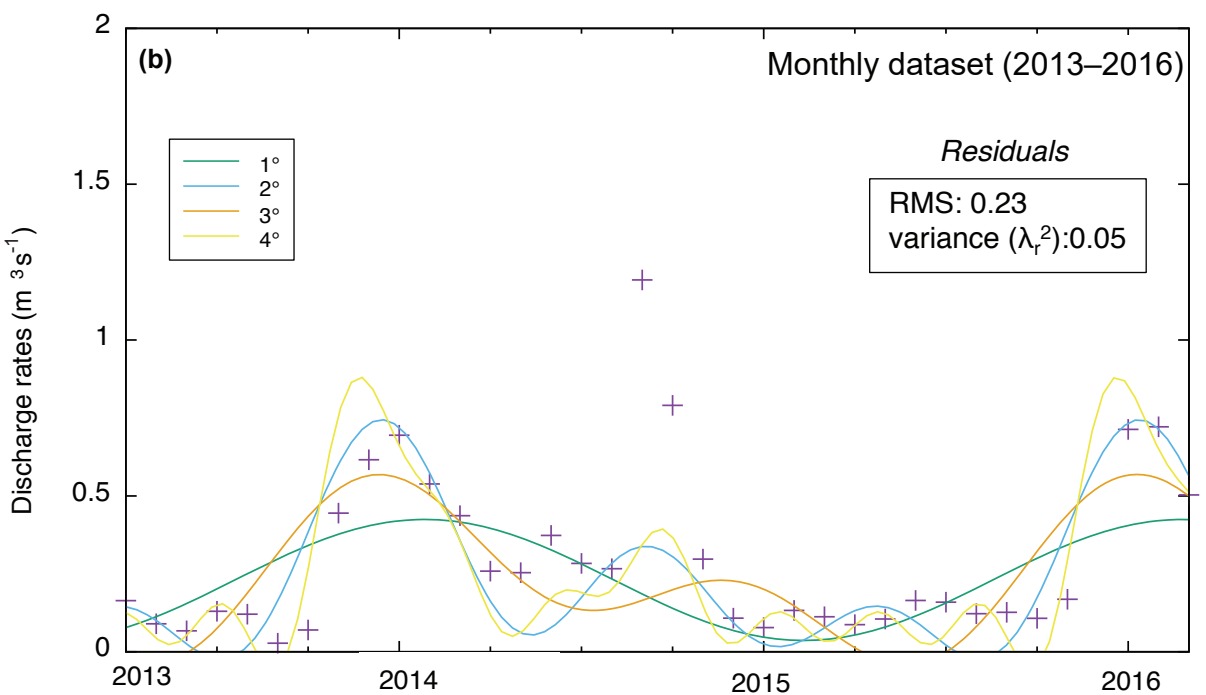 2
(b)
Monthly dataset (2013–2016)
1°
2°
3°
4°
Residuals
RMS: 0.23
variance (λr²):0.05
1.5
1
0.5
0
Discharge rates (m ³s⁻¹)
2013
2014
2015
2016